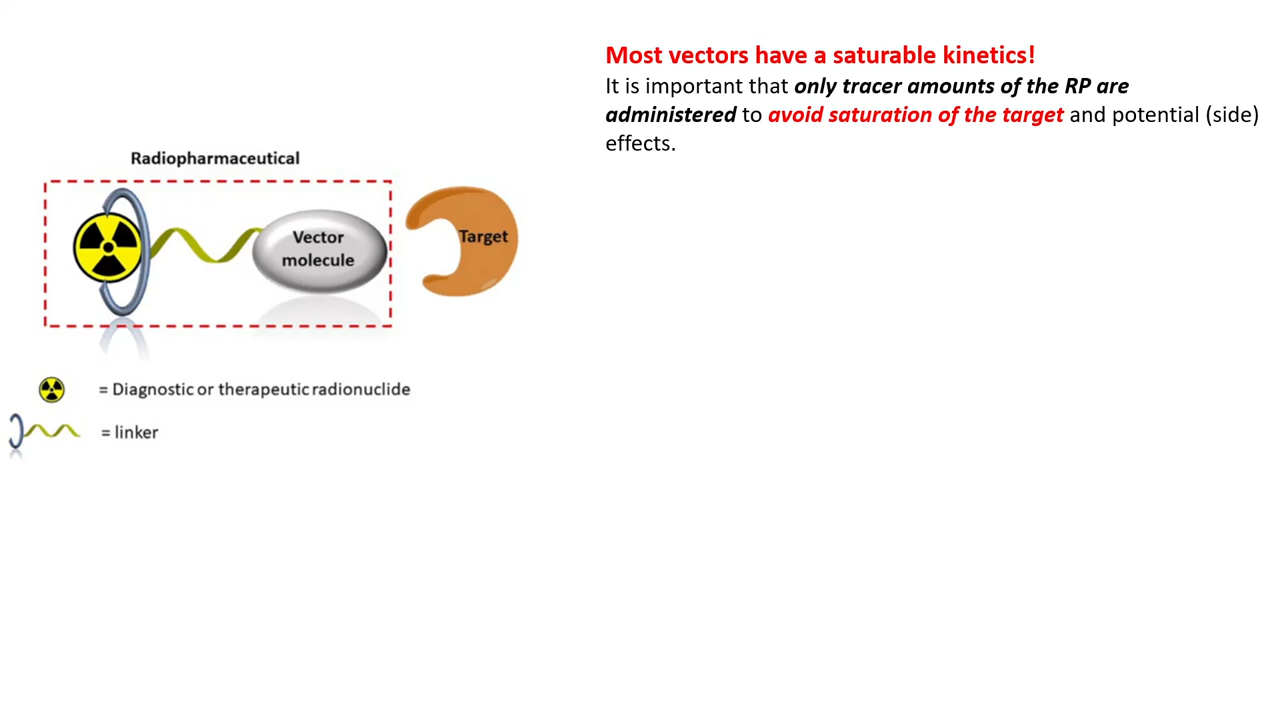 Most vectors have a saturable kinetics!
It is important that only tracer amounts of the RP are
administered to avoid saturation of the target and potential (side)
effects.
Radiopharmaceutical
Vector
molecule
Target
= Diagnostic or therapeutic radionuclide
= linker